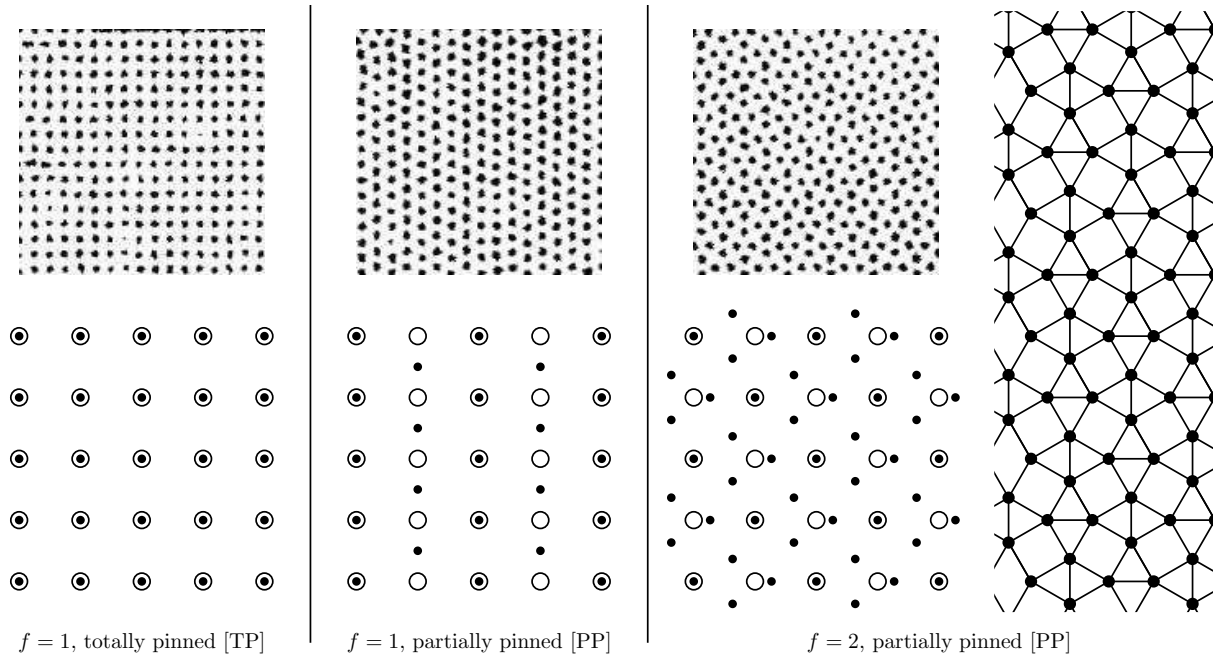 f = 1, totally pinned [TP]
f = 1, partially pinned [PP]
f = 2, partially pinned [PP]